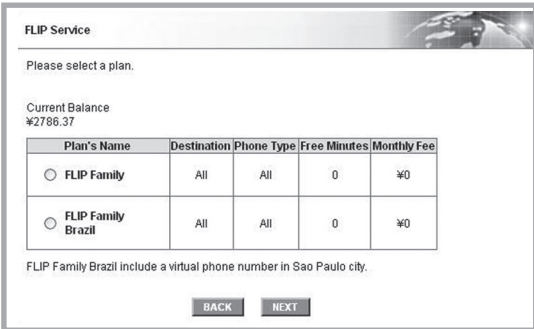 FLIP Service
Please select a plan.
Current Balance
¥2786.37
Plan's Name Destination Phone Type Free Minutes Monthly Fee
FLIP Family All All 0 ¥0
FLIP Family
Brazil All All 0 ¥0
FLIP Family Brazil include a virtual phone number in Sao Paulo city.
BACK NEXT